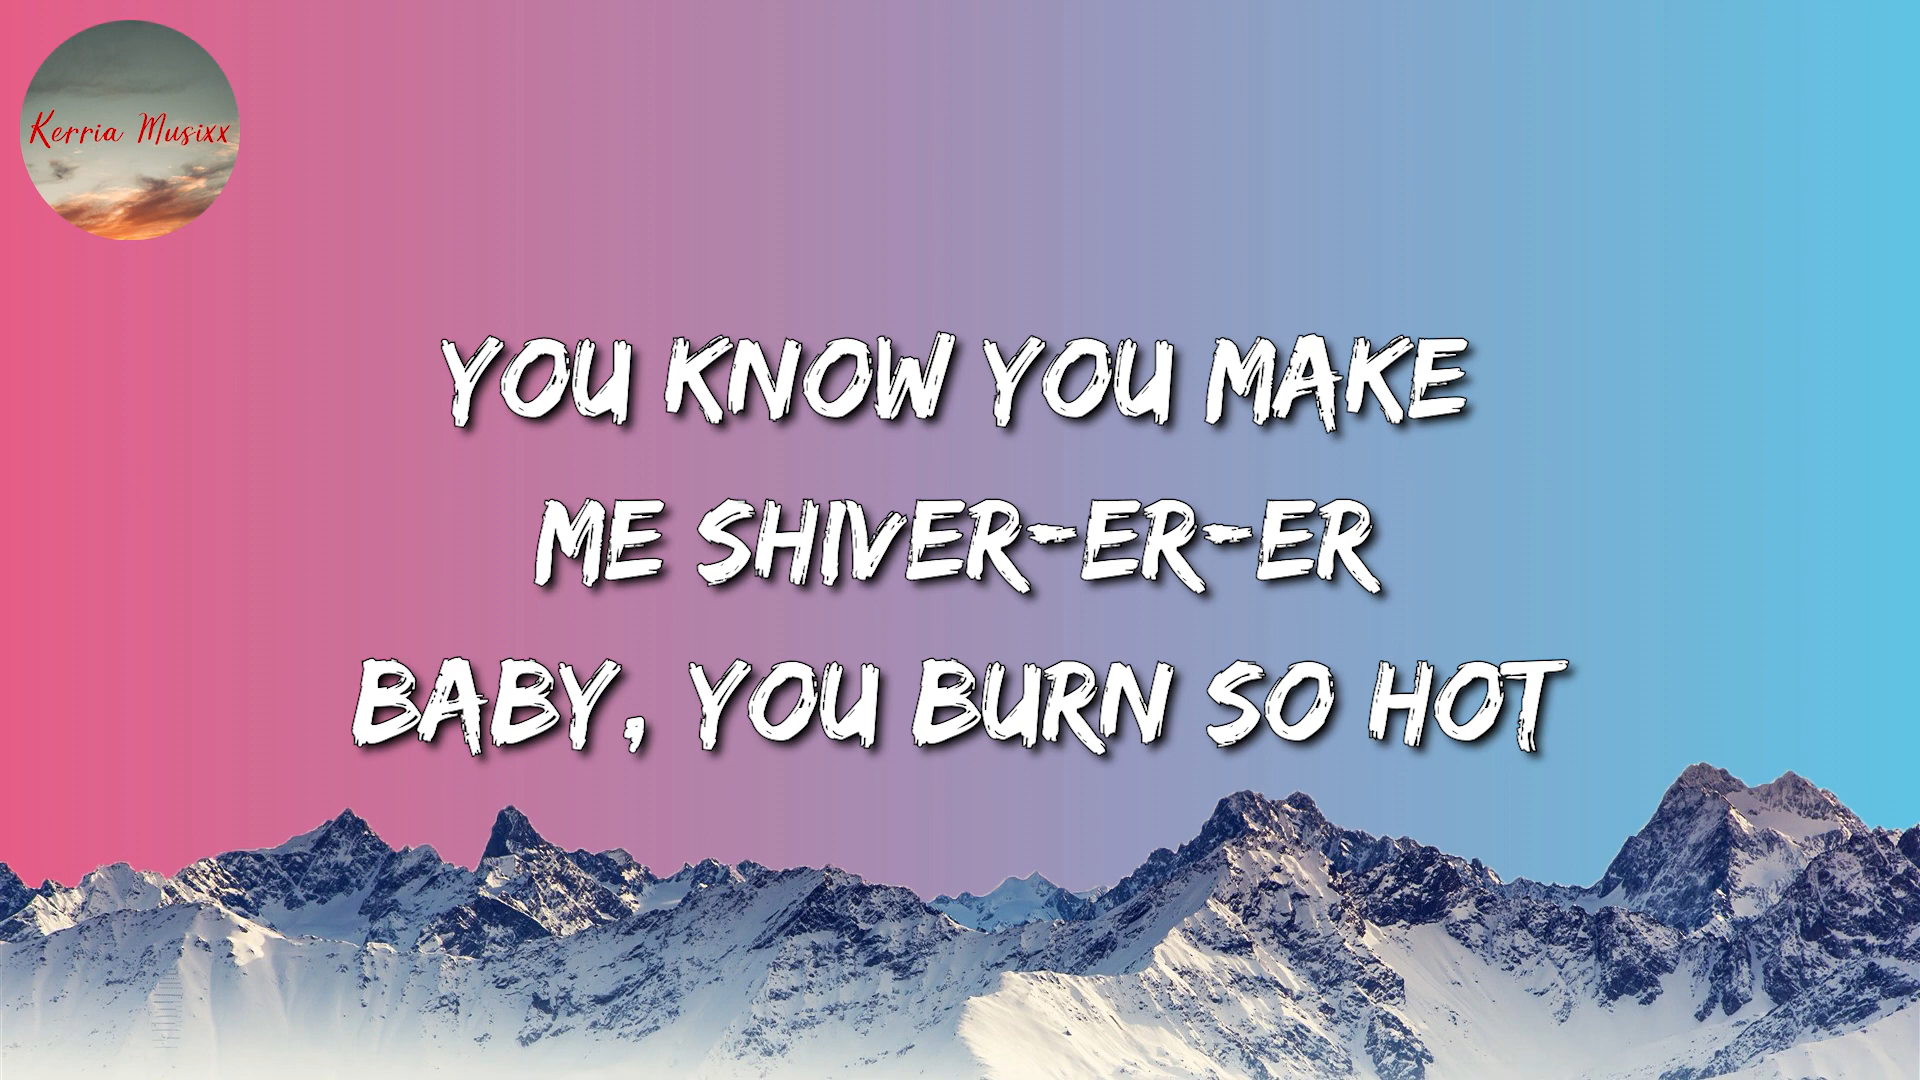 Kerria Musixx
YOU KNOW YOU MAKE
ME SHIVER-ER-ER
BABY, YOU BURN SO HOT